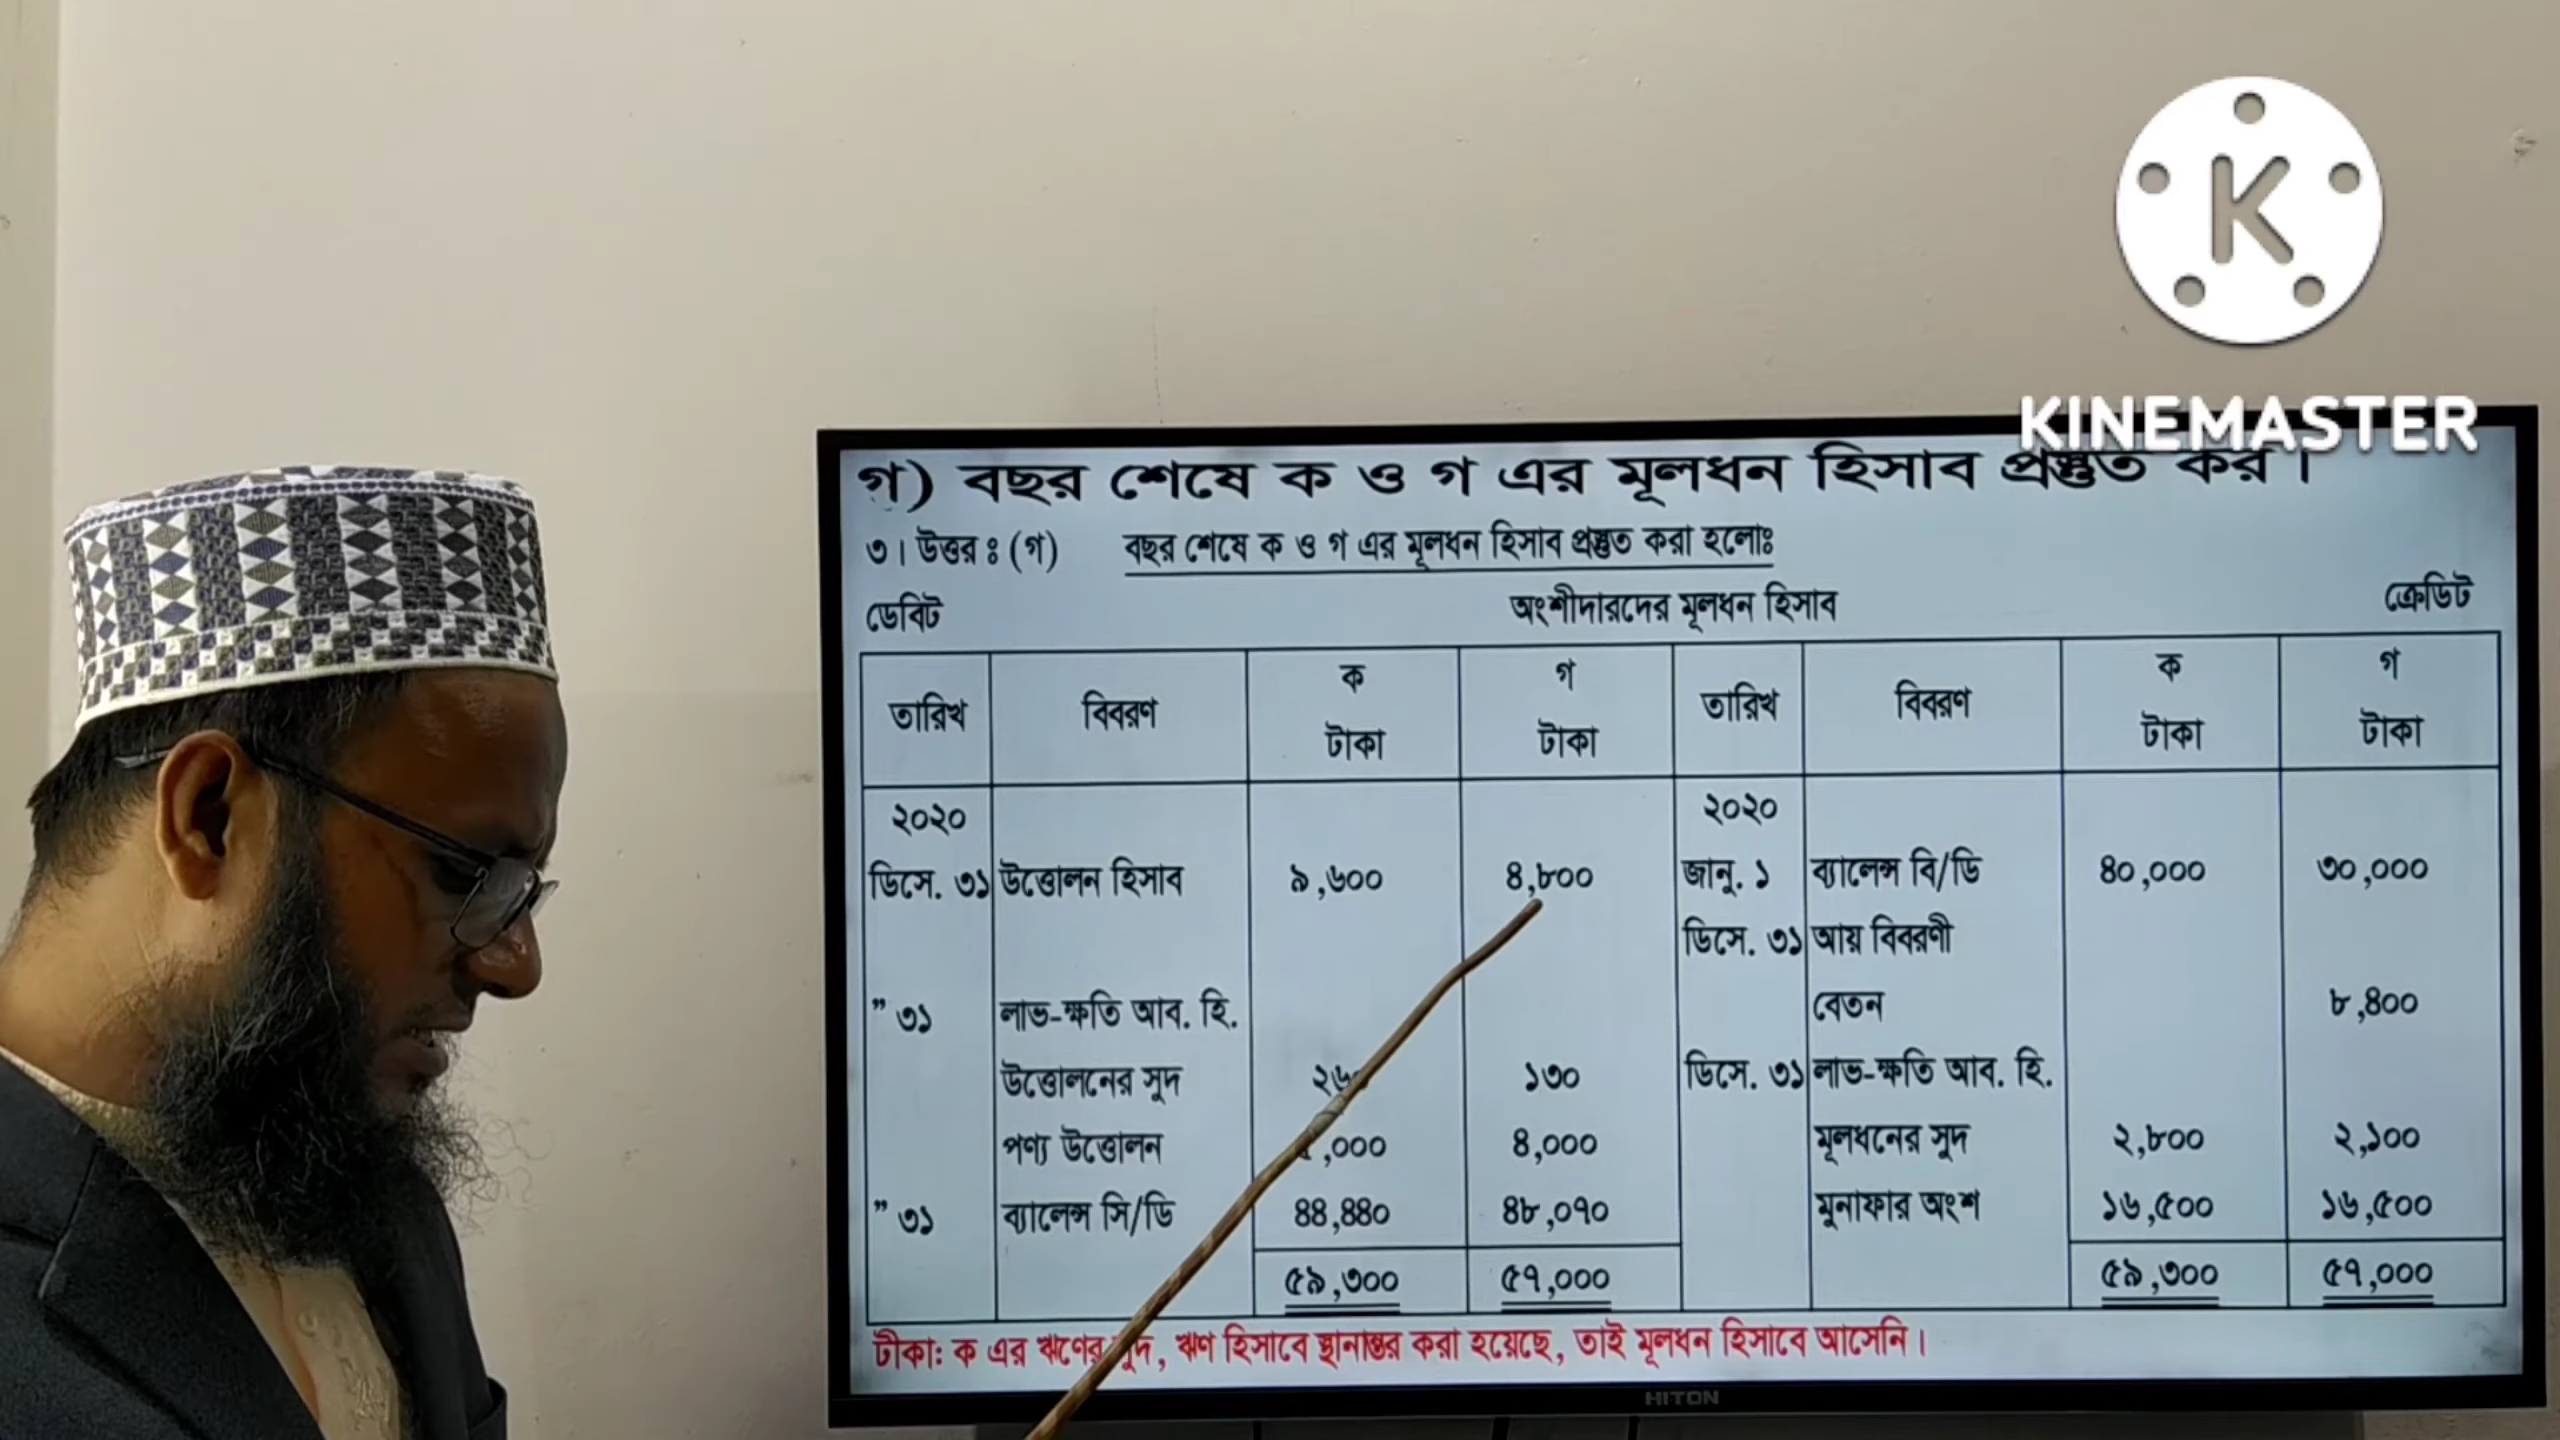 K
KINEMASTER
গ) বছর শেষে ক ও গ এর মূলধন হিসাব প্রস্তুত কর।
৩। উত্তর ঃ (গ) বছর শেষে ক ও গ এর মূলধন হিসাব প্রস্তুত করা হলোঃ
ডেবিট অংশীদারদের মূলধন হিসাব ক্রেডিট
তারিখ বিবরণ ক টাকা গ টাকা তারিখ বিবরণ ক টাকা গ টাকা
২০২০ ২০২০
ডিসে. ৩১ উত্তোলন হিসাব ৯,৬০০ ৪,৮০০ জানু. ১ ব্যালেন্স বি/ডি ৪০,০০০ ৩০,০০০
ডিসে. ৩১ আয় বিবরণী
” ৩১ লাভ-ক্ষতি আব. হি. বেতন ৮,৪০০
উত্তোলনের সুদ ১৩০ ডিসে. ৩১ লাভ-ক্ষতি আব. হি.
পণ্য উত্তোলন ৪,০০০ মূলধনের সুদ ২,৮০০ ২,১০০
” ৩১ ব্যালেন্স সি/ডি ৪৪,৪৪০ ৪৮,০৭০ মুনাফার অংশ ১৬,৫০০ ১৬,৫০০
৫৯,৩০০ ৫৭,০০০ ৫৯,৩০০ ৫৭,০০০
টীকা: ক এর ঋণের সুদ, ঋণ হিসাবে স্থানান্তর করা হয়েছে, তাই মূলধন হিসাবে আসেনি।
HITON